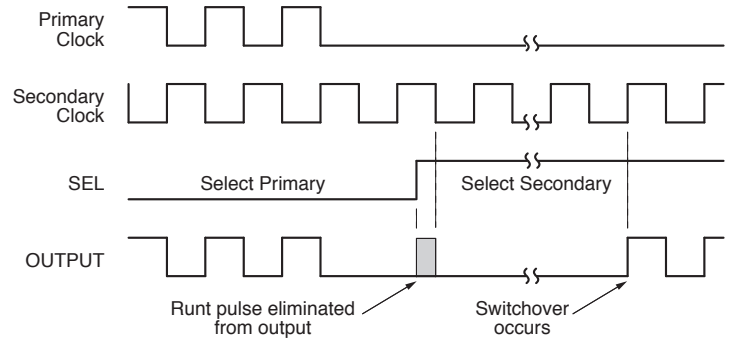 Primary
Clock
Secondary
Clock
SEL
Select Primary
Select Secondary
OUTPUT
Runt pulse eliminated
from output
Switchover
occurs